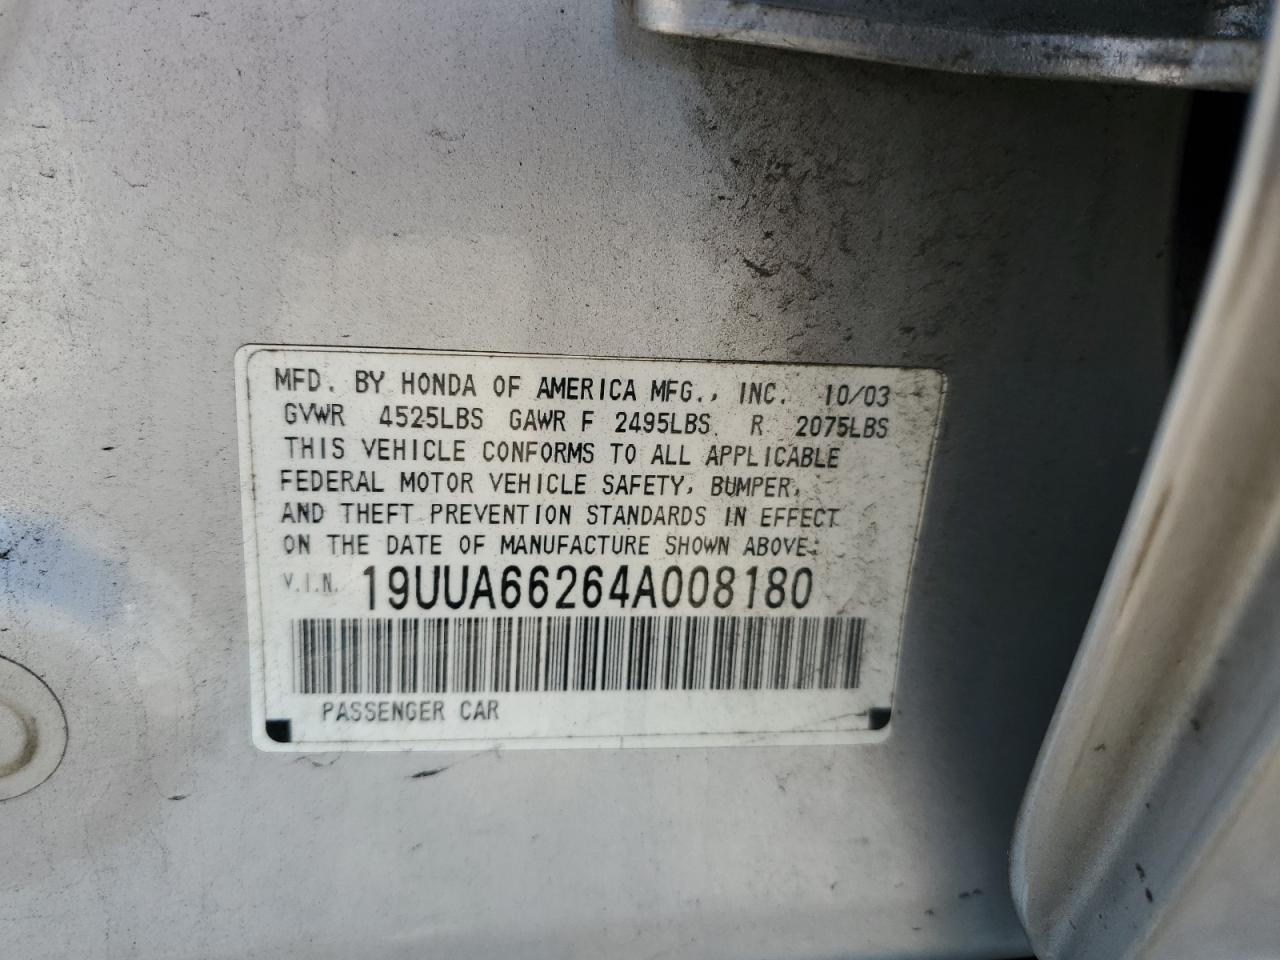 MFD. BY HONDA OF AMERICA MFG., INC. 10/03
GVWR 4525LBS GAWR F 2495LBS R 2075LBS
THIS VEHICLE CONFORMS TO ALL APPLICABLE
FEDERAL MOTOR VEHICLE SAFETY, BUMPER,
AND THEFT PREVENTION STANDARDS IN EFFECT
ON THE DATE OF MANUFACTURE SHOWN ABOVE.
V.I.N. 19UUA66264A008180
PASSENGER CAR